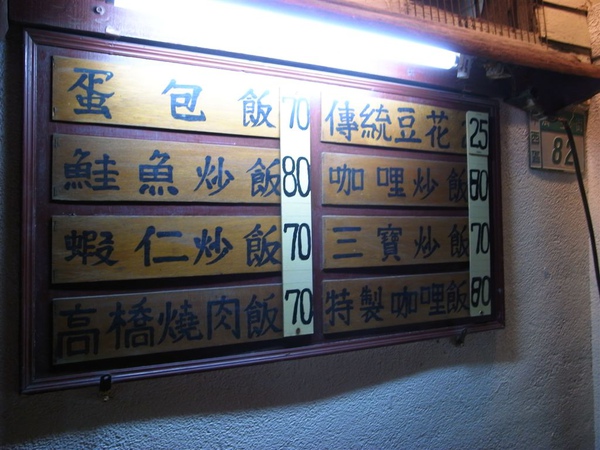 蛋包飯 70
鮭魚炒飯 80
蝦仁炒飯 70
高橋燒肉飯 70
傳統豆花 25
咖哩炒飯 80
三寶炒飯 70
特製咖哩飯 80
82